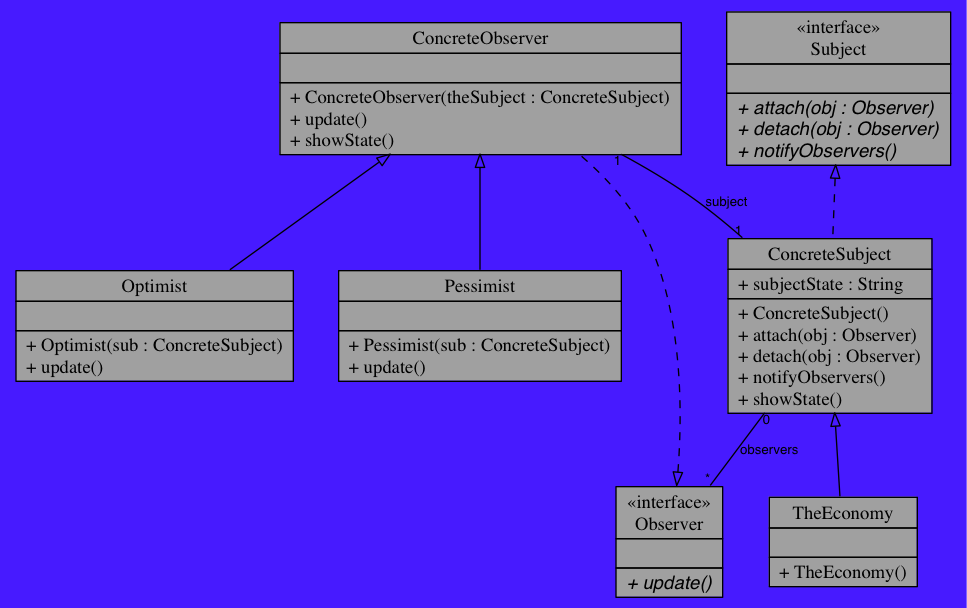 ConcreteObserver
+ ConcreteObserver(theSubject : ConcreteSubject)
+ update()
+ showState()
«interface»
Subject
+ attach(obj : Observer)
+ detach(obj : Observer)
+ notifyObservers()
1
subject
1
ConcreteSubject
+ subjectState : String
+ ConcreteSubject()
+ attach(obj : Observer)
+ detach(obj : Observer)
+ notifyObservers()
+ showState()
Optimist
+ Optimist(sub : ConcreteSubject)
+ update()
Pessimist
+ Pessimist(sub : ConcreteSubject)
+ update()
0
observers
*
«interface»
Observer
+ update()
TheEconomy
+ TheEconomy()